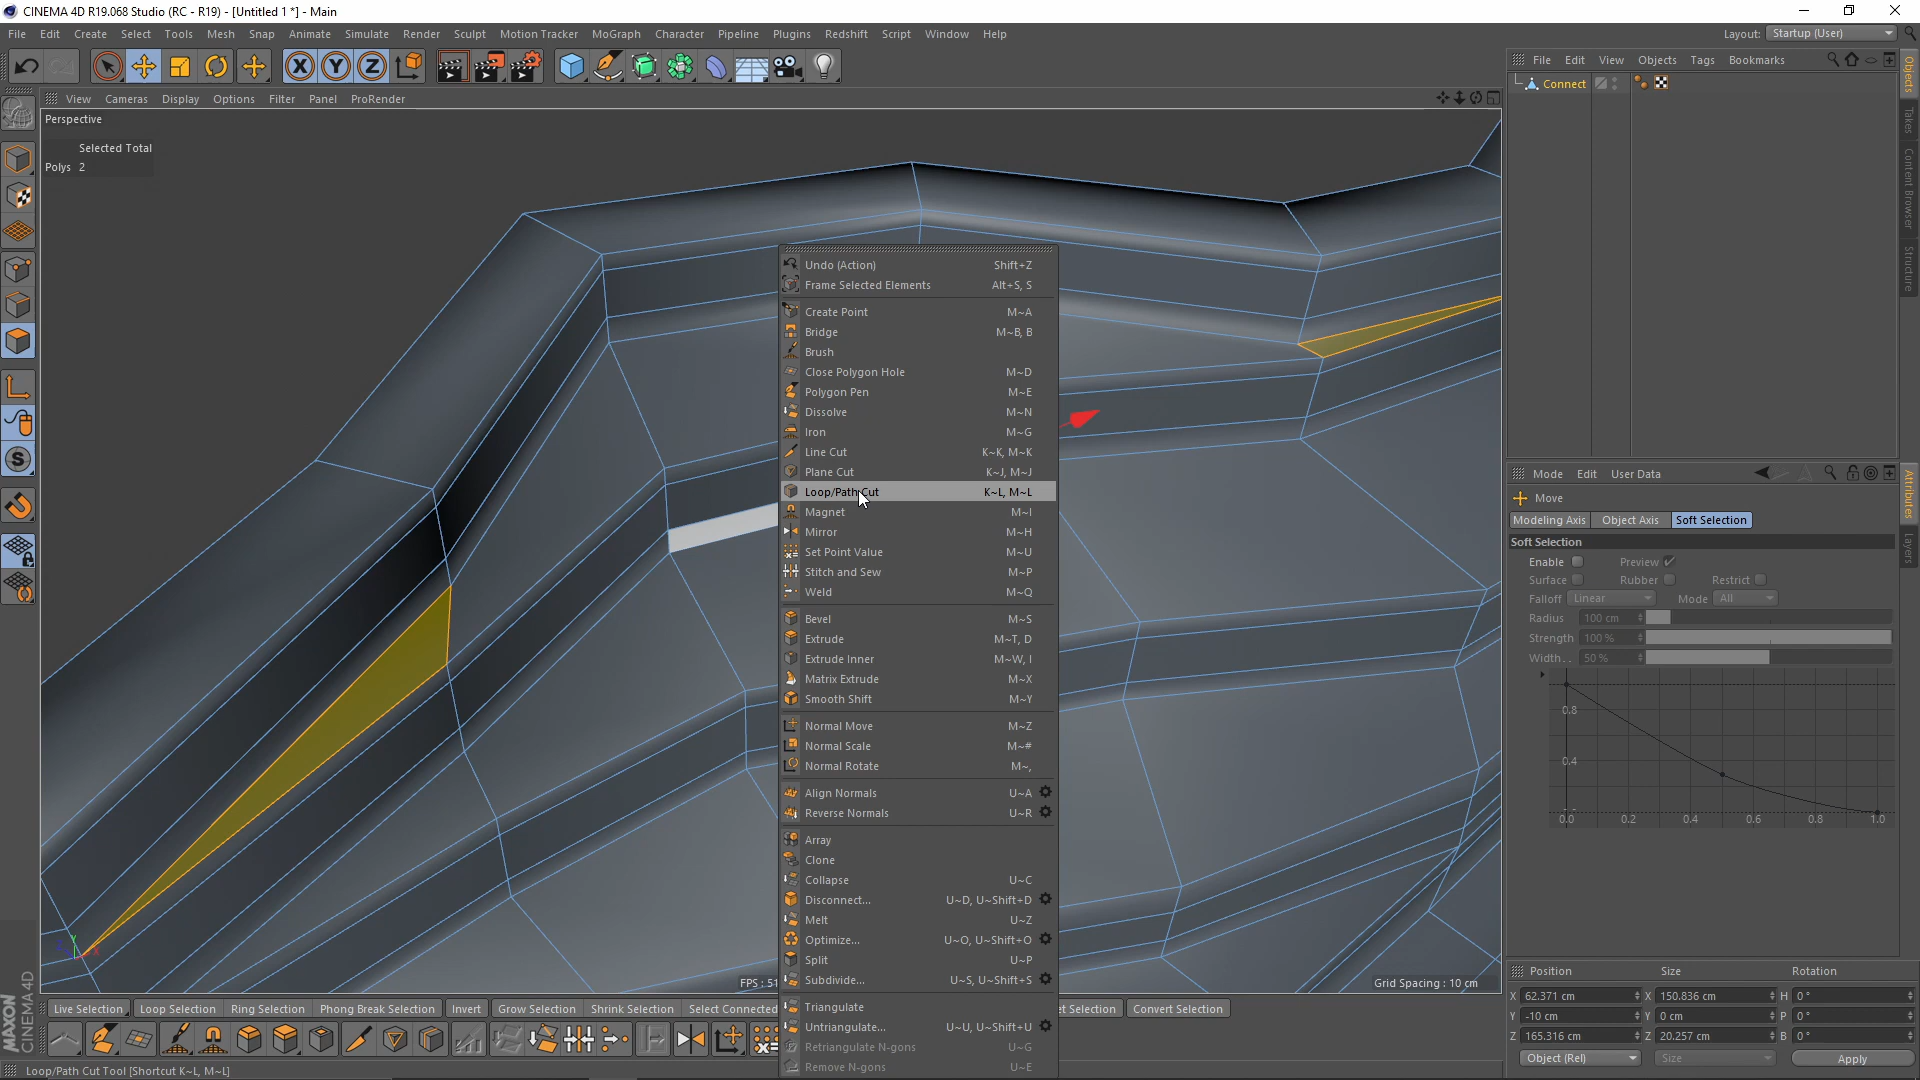 CINEMA 4D R19.068 Studio (RC - R19) - [Untitled 1 *] - Main
File Edit Create Select Tools Mesh Snap Animate Simulate Render Sculpt Motion Tracker MoGraph Character Pipeline Plugins Redshift Script Window Help
Layout: Startup (User)
File Edit View Objects Tags Bookmarks
Connect
Objects
Takes
Content Browser
Structure
View Cameras Display Options Filter Panel ProRender
Perspective
Selected Total
Polys 2
Undo (Action) Shift+Z
Frame Selected Elements Alt+S, S
Create Point M~A
Bridge M~B, B
Brush
Close Polygon Hole M~D
Polygon Pen M~E
Dissolve M~N
Iron M~G
Line Cut K~K, M~K
Plane Cut K~J, M~J
Loop/Path Cut K~L, M~L
Magnet M~I
Mirror M~H
Set Point Value M~U
Stitch and Sew M~P
Weld M~Q
Bevel M~S
Extrude M~T, D
Extrude Inner M~W, I
Matrix Extrude M~X
Smooth Shift M~Y
Normal Move M~Z
Normal Scale M~#
Normal Rotate M~,
Align Normals U~A
Reverse Normals U~R
Array
Clone
Collapse U~C
Disconnect... U~D, U~Shift+D
Melt U~Z
Optimize... U~O, U~Shift+O
Split U~P
Subdivide... U~S, U~Shift+S
Triangulate
Untriangulate... U~U, U~Shift+U
Retriangulate N-gons U~G
Remove N-gons U~E
FPS : 51
Grid Spacing : 10 cm
Mode Edit User Data
Move
Modeling Axis Object Axis Soft Selection
Soft Selection
Enable Preview
Surface Rubber Restrict
Falloff Linear Mode All
Radius 100 cm
Strength 100 %
Width . . 50 %
0.8
0.4
0.0 0.2 0.4 0.6 0.8 1.0
Attributes
Layers
Live Selection Loop Selection Ring Selection Phong Break Selection Invert Grow Selection Shrink Selection Select Connected Selection Convert Selection
Position Size Rotation
X 62.371 cm X 150.836 cm H 0 °
Y -10 cm Y 0 cm P 0 °
Z 165.316 cm Z 20.257 cm B 0 °
Object (Rel) Size Apply
MAXON
CINEMA 4D
Loop/Path Cut Tool [Shortcut K~L, M~L]